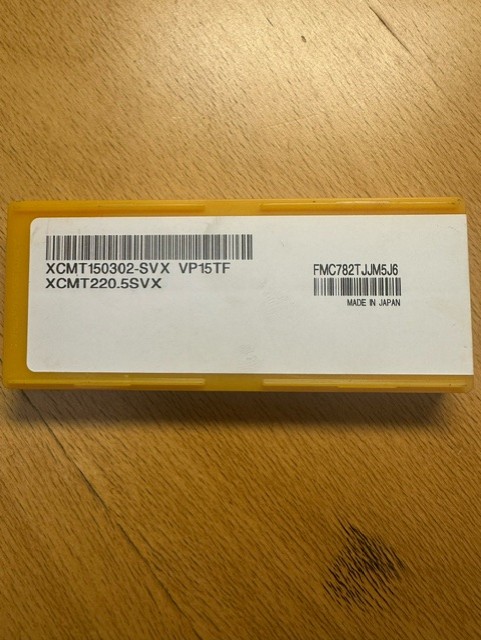 XCMT150302-SVX VP15TF
XCMT220.5SVX
FMC782TJJM5J6
MADE IN JAPAN